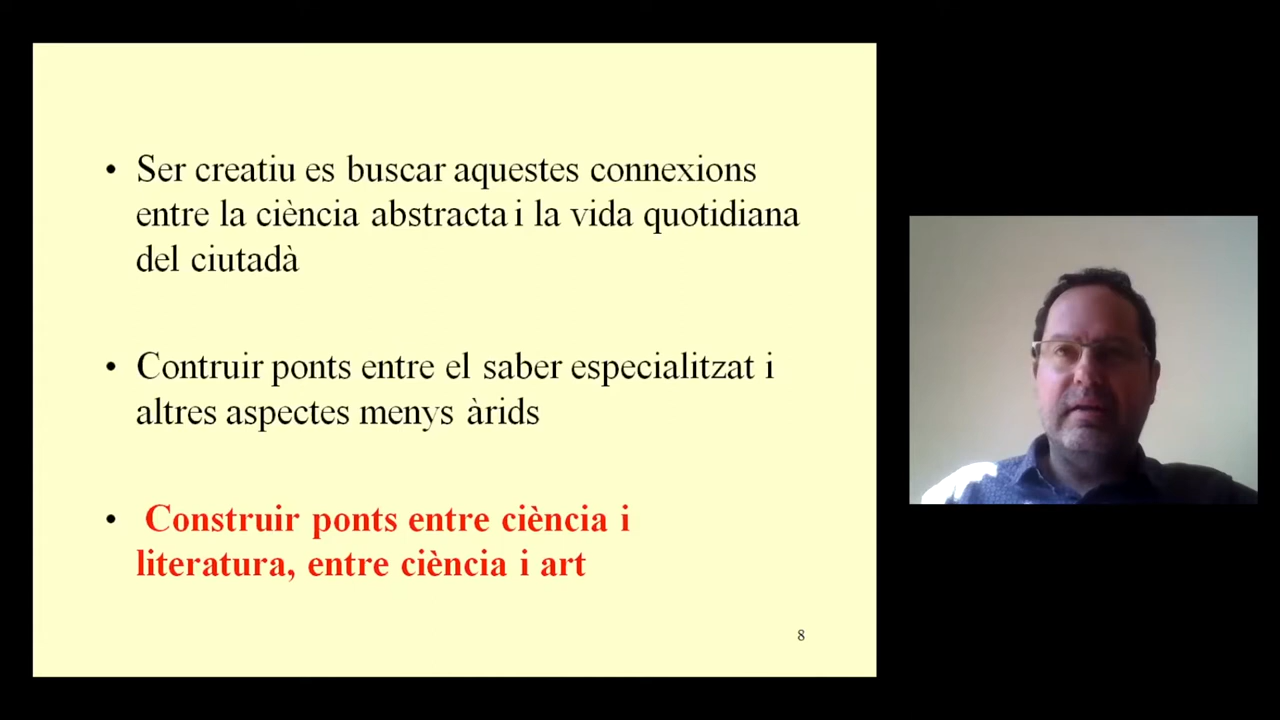 • Ser creatiu es buscar aquestes connexions
entre la ciència abstracta i la vida quotidiana
del ciutadà
• Contruir ponts entre el saber especialitzat i
altres aspectes menys àrids
• Construir ponts entre ciència i
literatura, entre ciència i art
8